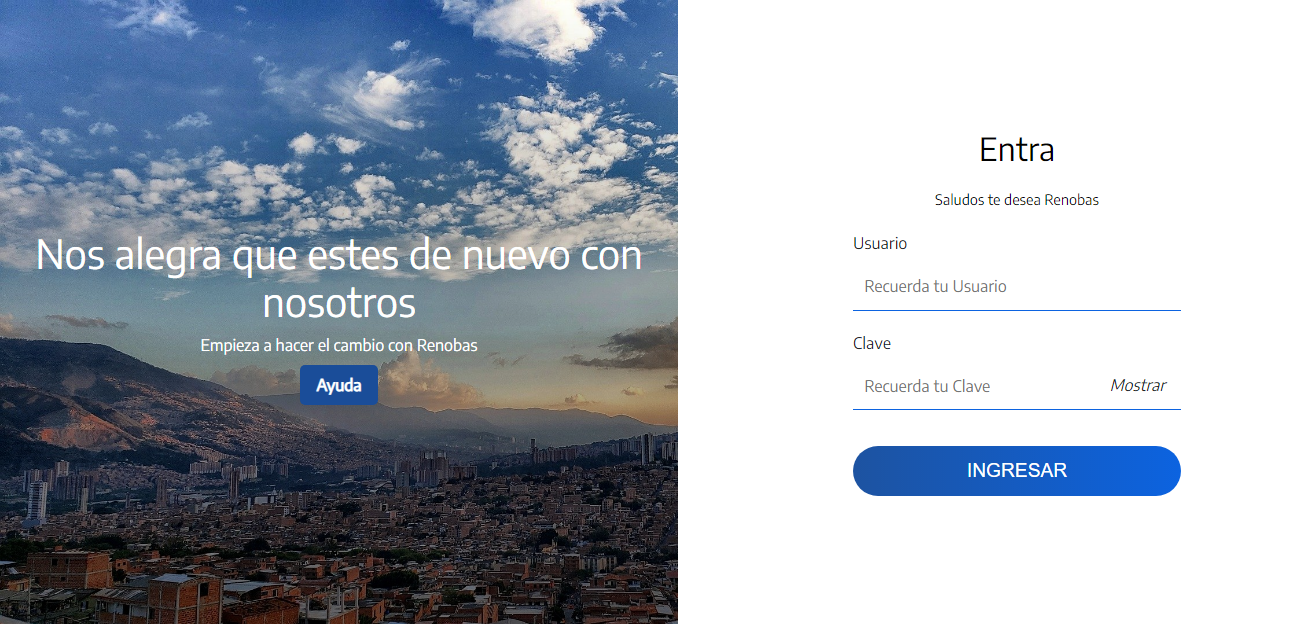 Nos alegra que estes de nuevo con
nosotros
Empieza a hacer el cambio con Renobas
Ayuda
Entra
Saludos te desea Renobas
Usuario
Recuerda tu Usuario
Clave
Recuerda tu Clave
Mostrar
INGRESAR